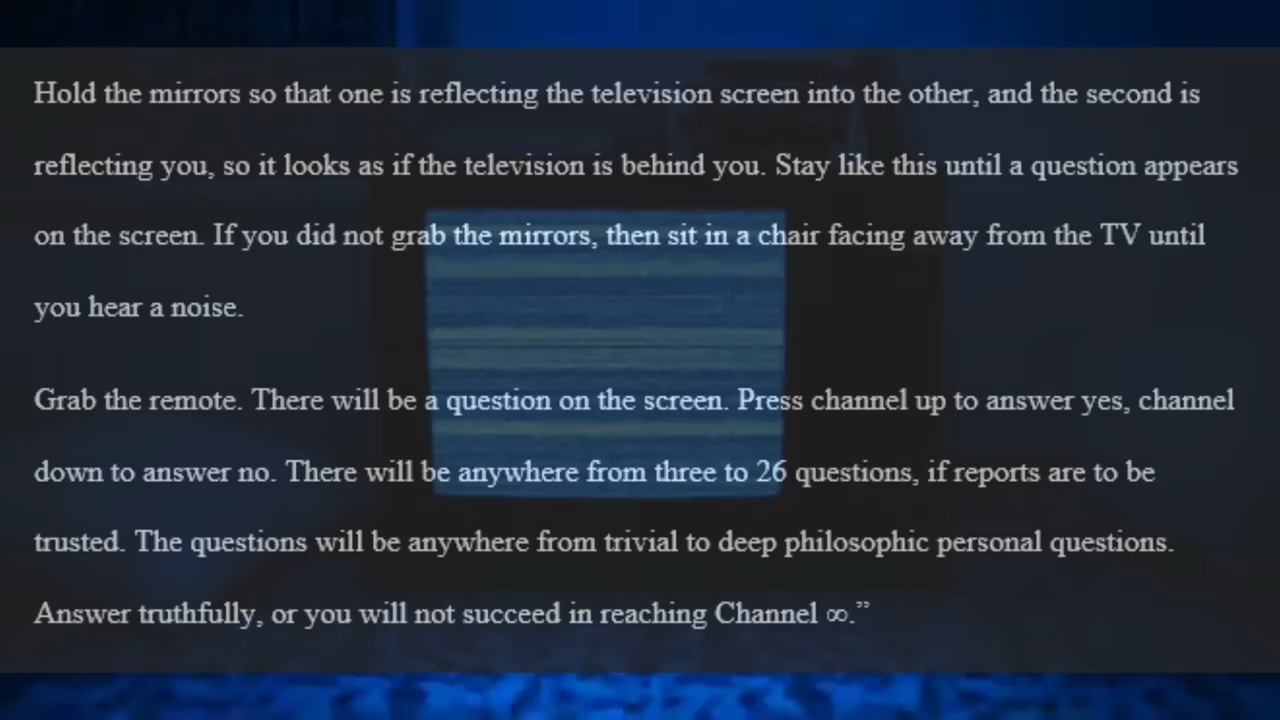 Hold the mirrors so that one is reflecting the television screen into the other, and the second is
reflecting you, so it looks as if the television is behind you. Stay like this until a question appears
on the screen. If you did not grab the mirrors, then sit in a chair facing away from the TV until
you hear a noise.
Grab the remote. There will be a question on the screen. Press channel up to answer yes, channel
down to answer no. There will be anywhere from three to 26 questions, if reports are to be
trusted. The questions will be anywhere from trivial to deep philosophic personal questions.
Answer truthfully, or you will not succeed in reaching Channel ∞.”